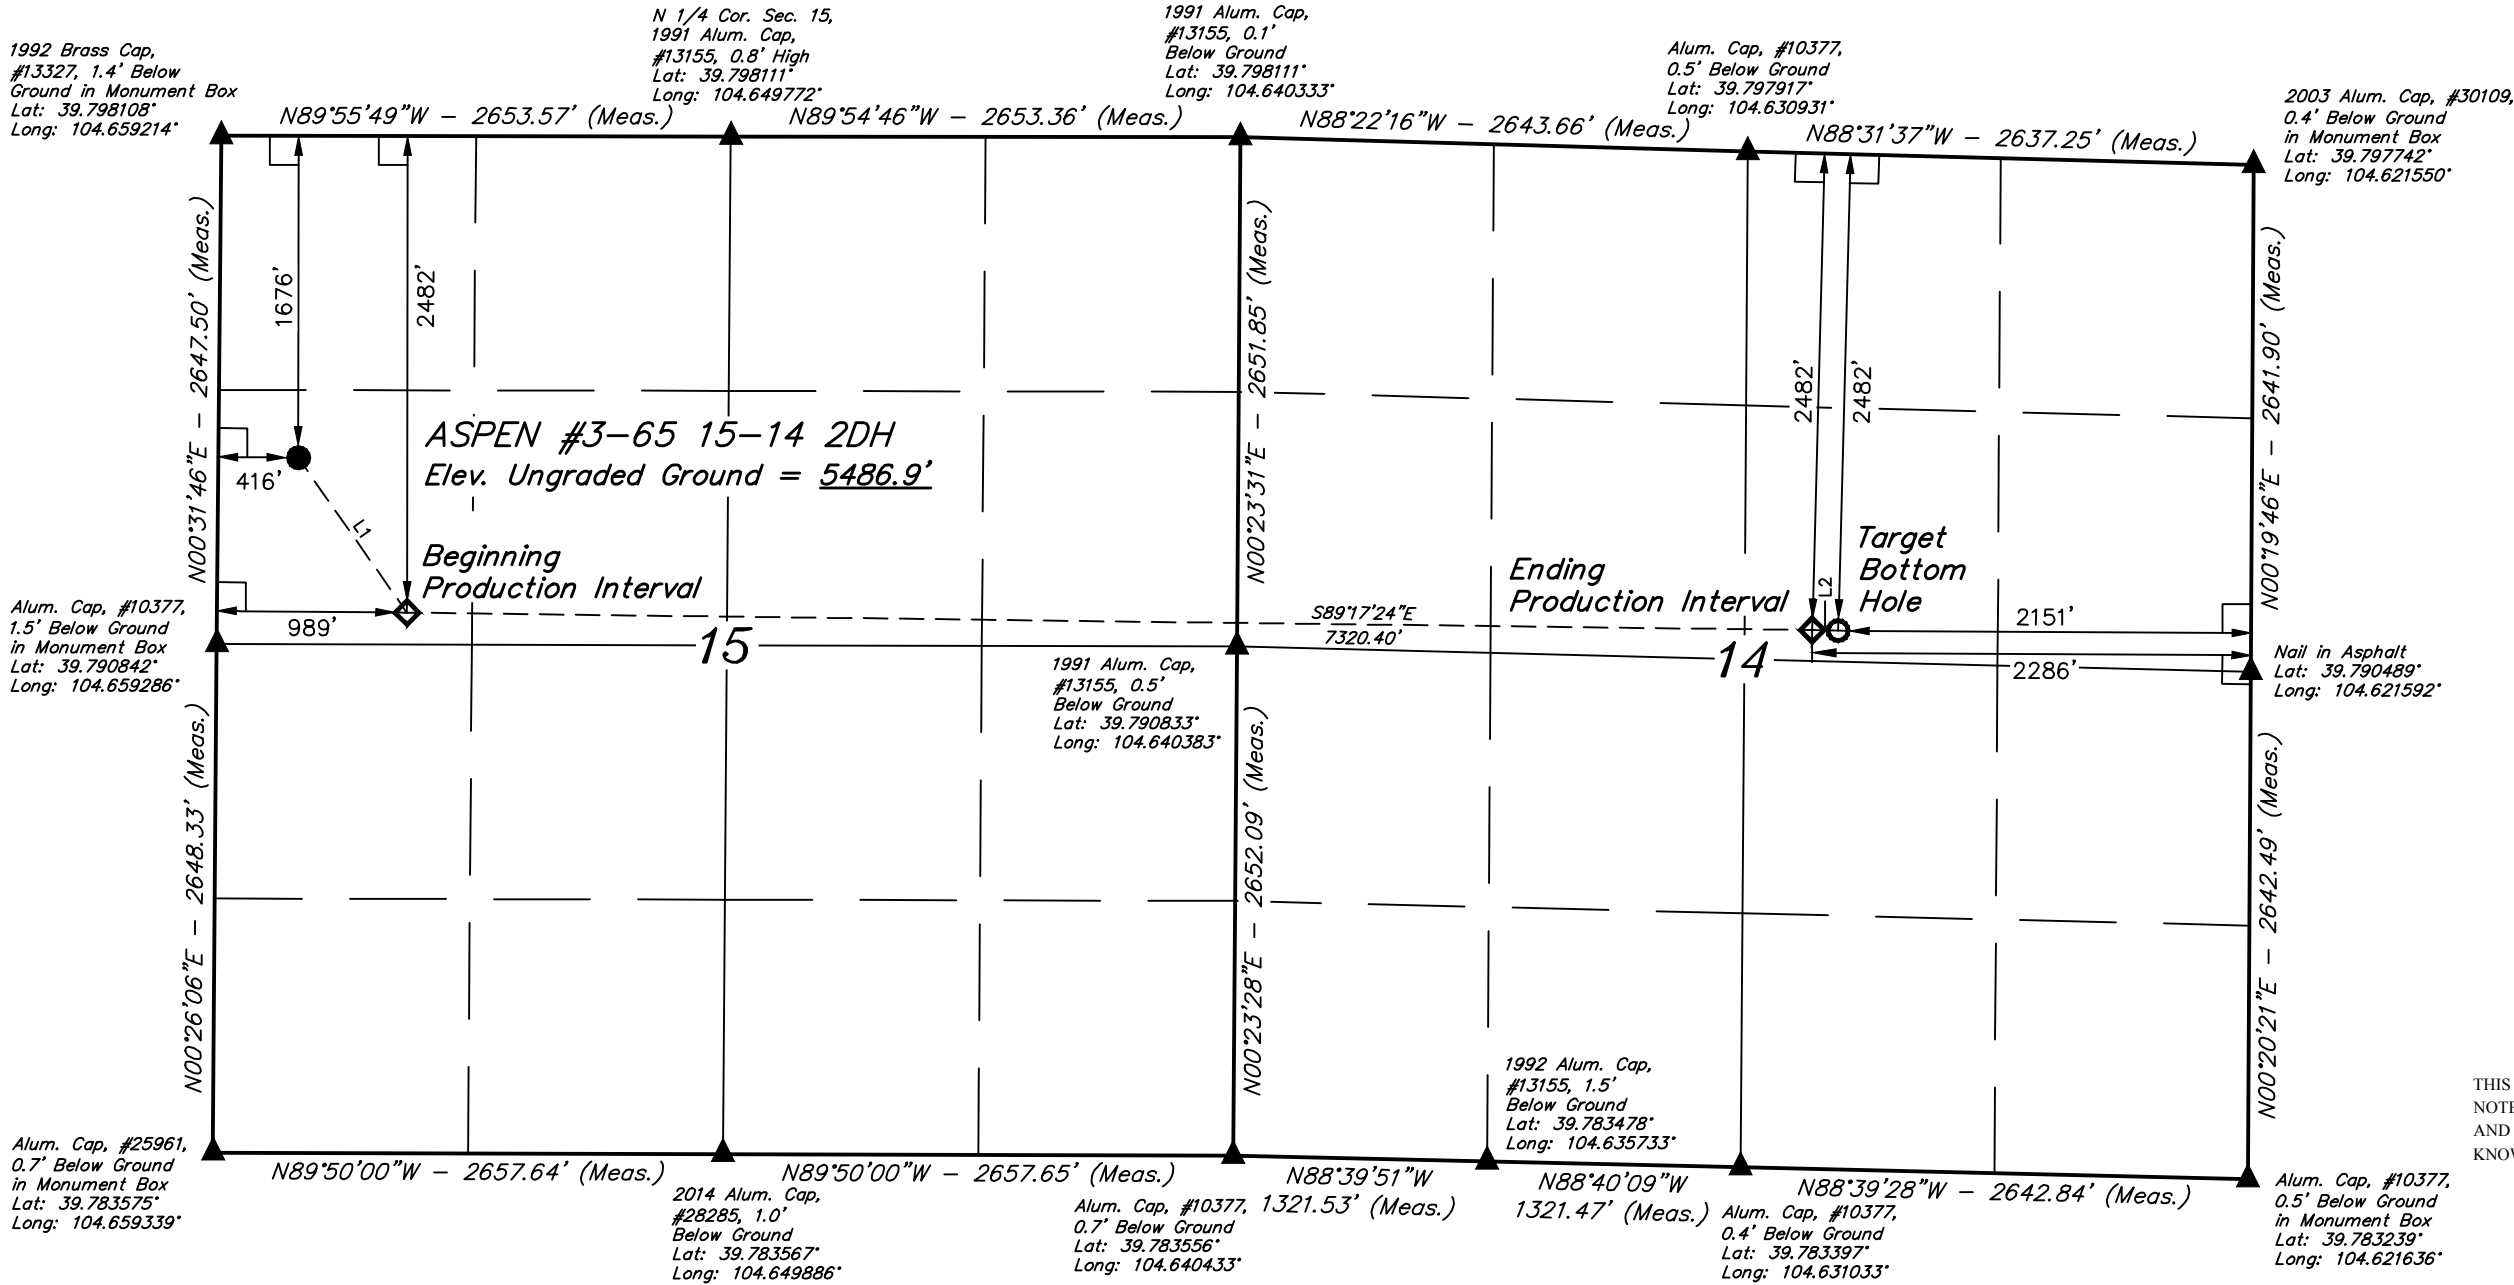 N 1/4 Cor. Sec. 15,
1991 Alum. Cap,
#13155, 0.8' High
Lat: 39.798111°
Long: 104.649772°
1991 Alum. Cap,
#13155, 0.1'
Below Ground
Lat: 39.798111°
Long: 104.640333°
1992 Brass Cap,
#13327, 1.4' Below
Ground in Monument Box
Lat: 39.798108°
Long: 104.659214°
Alum. Cap, #10377,
0.5' Below Ground
Lat: 39.797917°
Long: 104.630931°
2003 Alum. Cap, #30109,
0.4' Below Ground
in Monument Box
Lat: 39.797742°
Long: 104.621550°
N89°55'49"W - 2653.57' (Meas.)
N89°54'46"W - 2653.36' (Meas.)
N88°22'16"W - 2643.66' (Meas.)
N88°31'37"W - 2637.25' (Meas.)
N00°31'46"E - 2647.50' (Meas.)
1676'
2482'
N00°23'31"E - 2651.85' (Meas.)
2482'
2482'
N00°19'46"E - 2641.90' (Meas.)
ASPEN #3-65 15-14 2DH
Elev. Ungraded Ground = 5486.9'
416'
L1
Beginning
Production Interval
Ending
Production Interval
L2
Target
Bottom
Hole
989'
15
S89°17'24"E
7320.40'
14
2151'
2286'
Alum. Cap, #10377,
1.5' Below Ground
in Monument Box
Lat: 39.790842°
Long: 104.659286°
1991 Alum. Cap,
#13155, 0.5'
Below Ground
Lat: 39.790833°
Long: 104.640383°
Nail in Asphalt
Lat: 39.790489°
Long: 104.621592°
N00°26'06"E - 2648.33' (Meas.)
N00°23'28"E - 2652.09' (Meas.)
N00°20'21"E - 2642.49' (Meas.)
1992 Alum. Cap,
#13155, 1.5'
Below Ground
Lat: 39.783478°
Long: 104.635733°
THIS
AND
Alum. Cap, #25961,
0.7' Below Ground
in Monument Box
Lat: 39.783575°
Long: 104.659339°
N89°50'00"W - 2657.64' (Meas.)
N89°50'00"W - 2657.65' (Meas.)
N88°39'51"W
1321.53' (Meas.)
N88°40'09"W
1321.47' (Meas.)
N88°39'28"W - 2642.84' (Meas.)
2014 Alum. Cap,
#28285, 1.0'
Below Ground
Lat: 39.783567°
Long: 104.649886°
Alum. Cap, #10377,
0.7' Below Ground
Lat: 39.783556°
Long: 104.640433°
Alum. Cap, #10377,
0.4' Below Ground
Lat: 39.783397°
Long: 104.631033°
Alum. Cap, #10377,
0.5' Below Ground
in Monument Box
Lat: 39.783239°
Long: 104.621636°